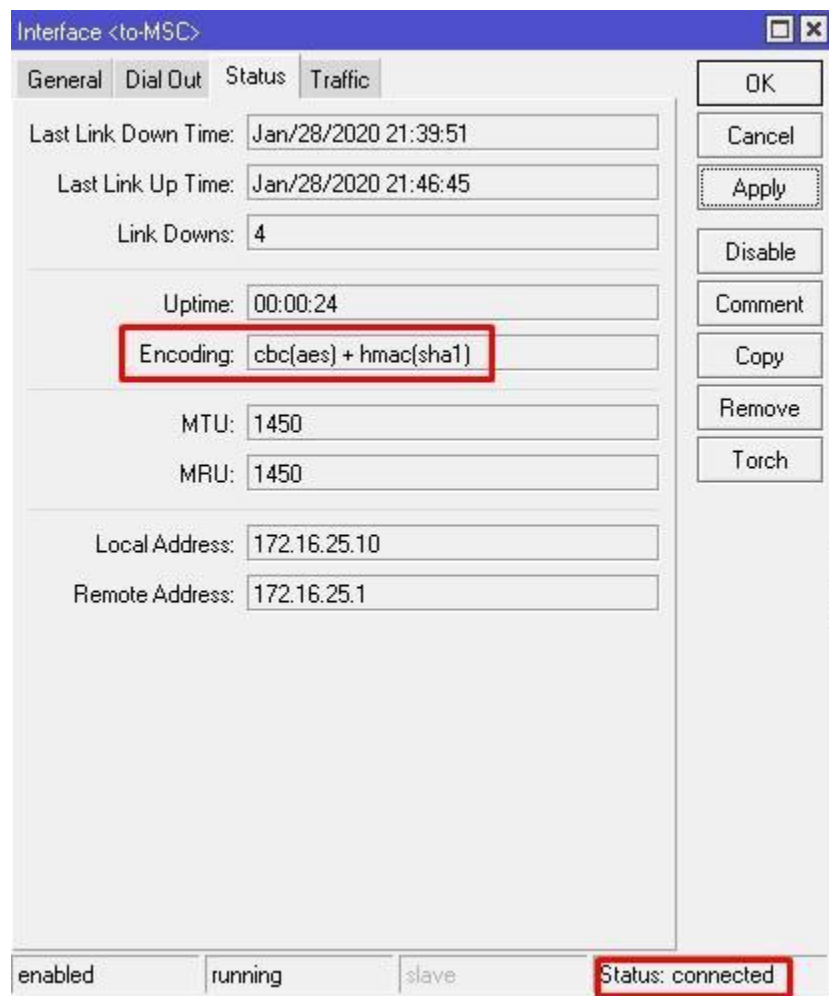 Interface <to-MSC>
General Dial Out Status Traffic
OK
Last Link Down Time: Jan/28/2020 21:39:51
Cancel
Last Link Up Time: Jan/28/2020 21:46:45
Apply
Link Downs: 4
Disable
Uptime: 00:00:24
Comment
Encoding: cbc(aes) + hmac(sha1)
Copy
MTU: 1450
Remove
MRU: 1450
Torch
Local Address: 172.16.25.10
Remote Address: 172.16.25.1
enabled running slave Status: connected